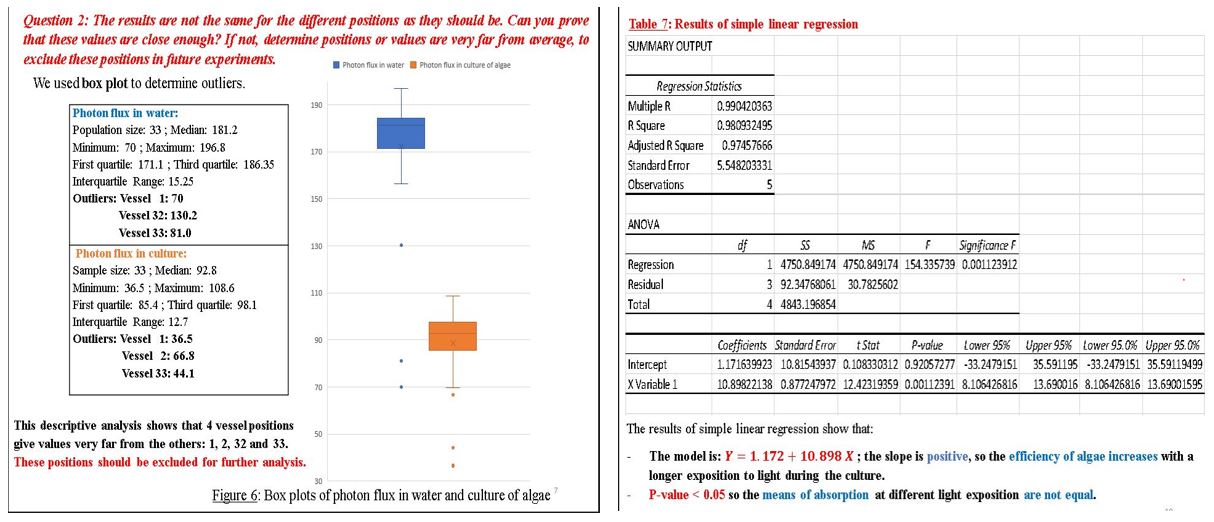 Question 2: The results are not the same for the different positions as they should be. Can you prove
that these values are close enough? If not, determine positions or values are very far from average, to
exclude these positions in future experiments.
We used box plot to determine outliers.
Photon flux in water:
Population size: 33 ; Median: 181.2
Minimum: 70 ; Maximum: 196.8
First quartile: 171.1 ; Third quartile: 186.35
Interquartile Range: 15.25
Outliers: Vessel 1: 70
Vessel 32: 130.2
Vessel 33: 81.0
Photon flux in culture:
Sample size: 33 ; Median: 92.8
Minimum: 36.5 ; Maximum: 108.6
First quartile: 85.4 ; Third quartile: 98.1
Interquartile Range: 12.7
Outliers: Vessel 1: 36.5
Vessel 2: 66.8
Vessel 33: 44.1
This descriptive analysis shows that 4 vessel positions
give values very far from the others: 1, 2, 32 and 33.
These positions should be excluded for further analysis.
Photon flux in water Photon flux in culture of algae
190
170
150
130
110
90
70
50
30
Figure 6: Box plots of photon flux in water and culture of algae 7
Table 7: Results of simple linear regression
SUMMARY OUTPUT
Regression Statistics
Multiple R 0.990420363
R Square 0.980932495
Adjusted R Square 0.97457666
Standard Error 5.548203331
Observations 5
ANOVA
df SS MS F Significance F
Regression 1 4750.849174 4750.849174 154.335739 0.001123912
Residual 3 92.34768061 30.7825602
Total 4 4843.196854
Coefficients Standard Error t Stat P-value Lower 95% Upper 95% Lower 95.0% Upper 95.0%
Intercept 1.171639923 10.81543937 0.108330312 0.92057277 -33.2479151 35.591195 -33.2479151 35.59119499
X Variable 1 10.89822138 0.877247972 12.42319359 0.00112391 8.106426816 13.690016 8.106426816 13.69001595
The results of simple linear regression show that:
- The model is: Y = 1.172 + 10.898 X ; the slope is positive, so the efficiency of algae increases with a
longer exposition to light during the culture.
- P-value < 0.05 so the means of absorption at different light exposition are not equal.